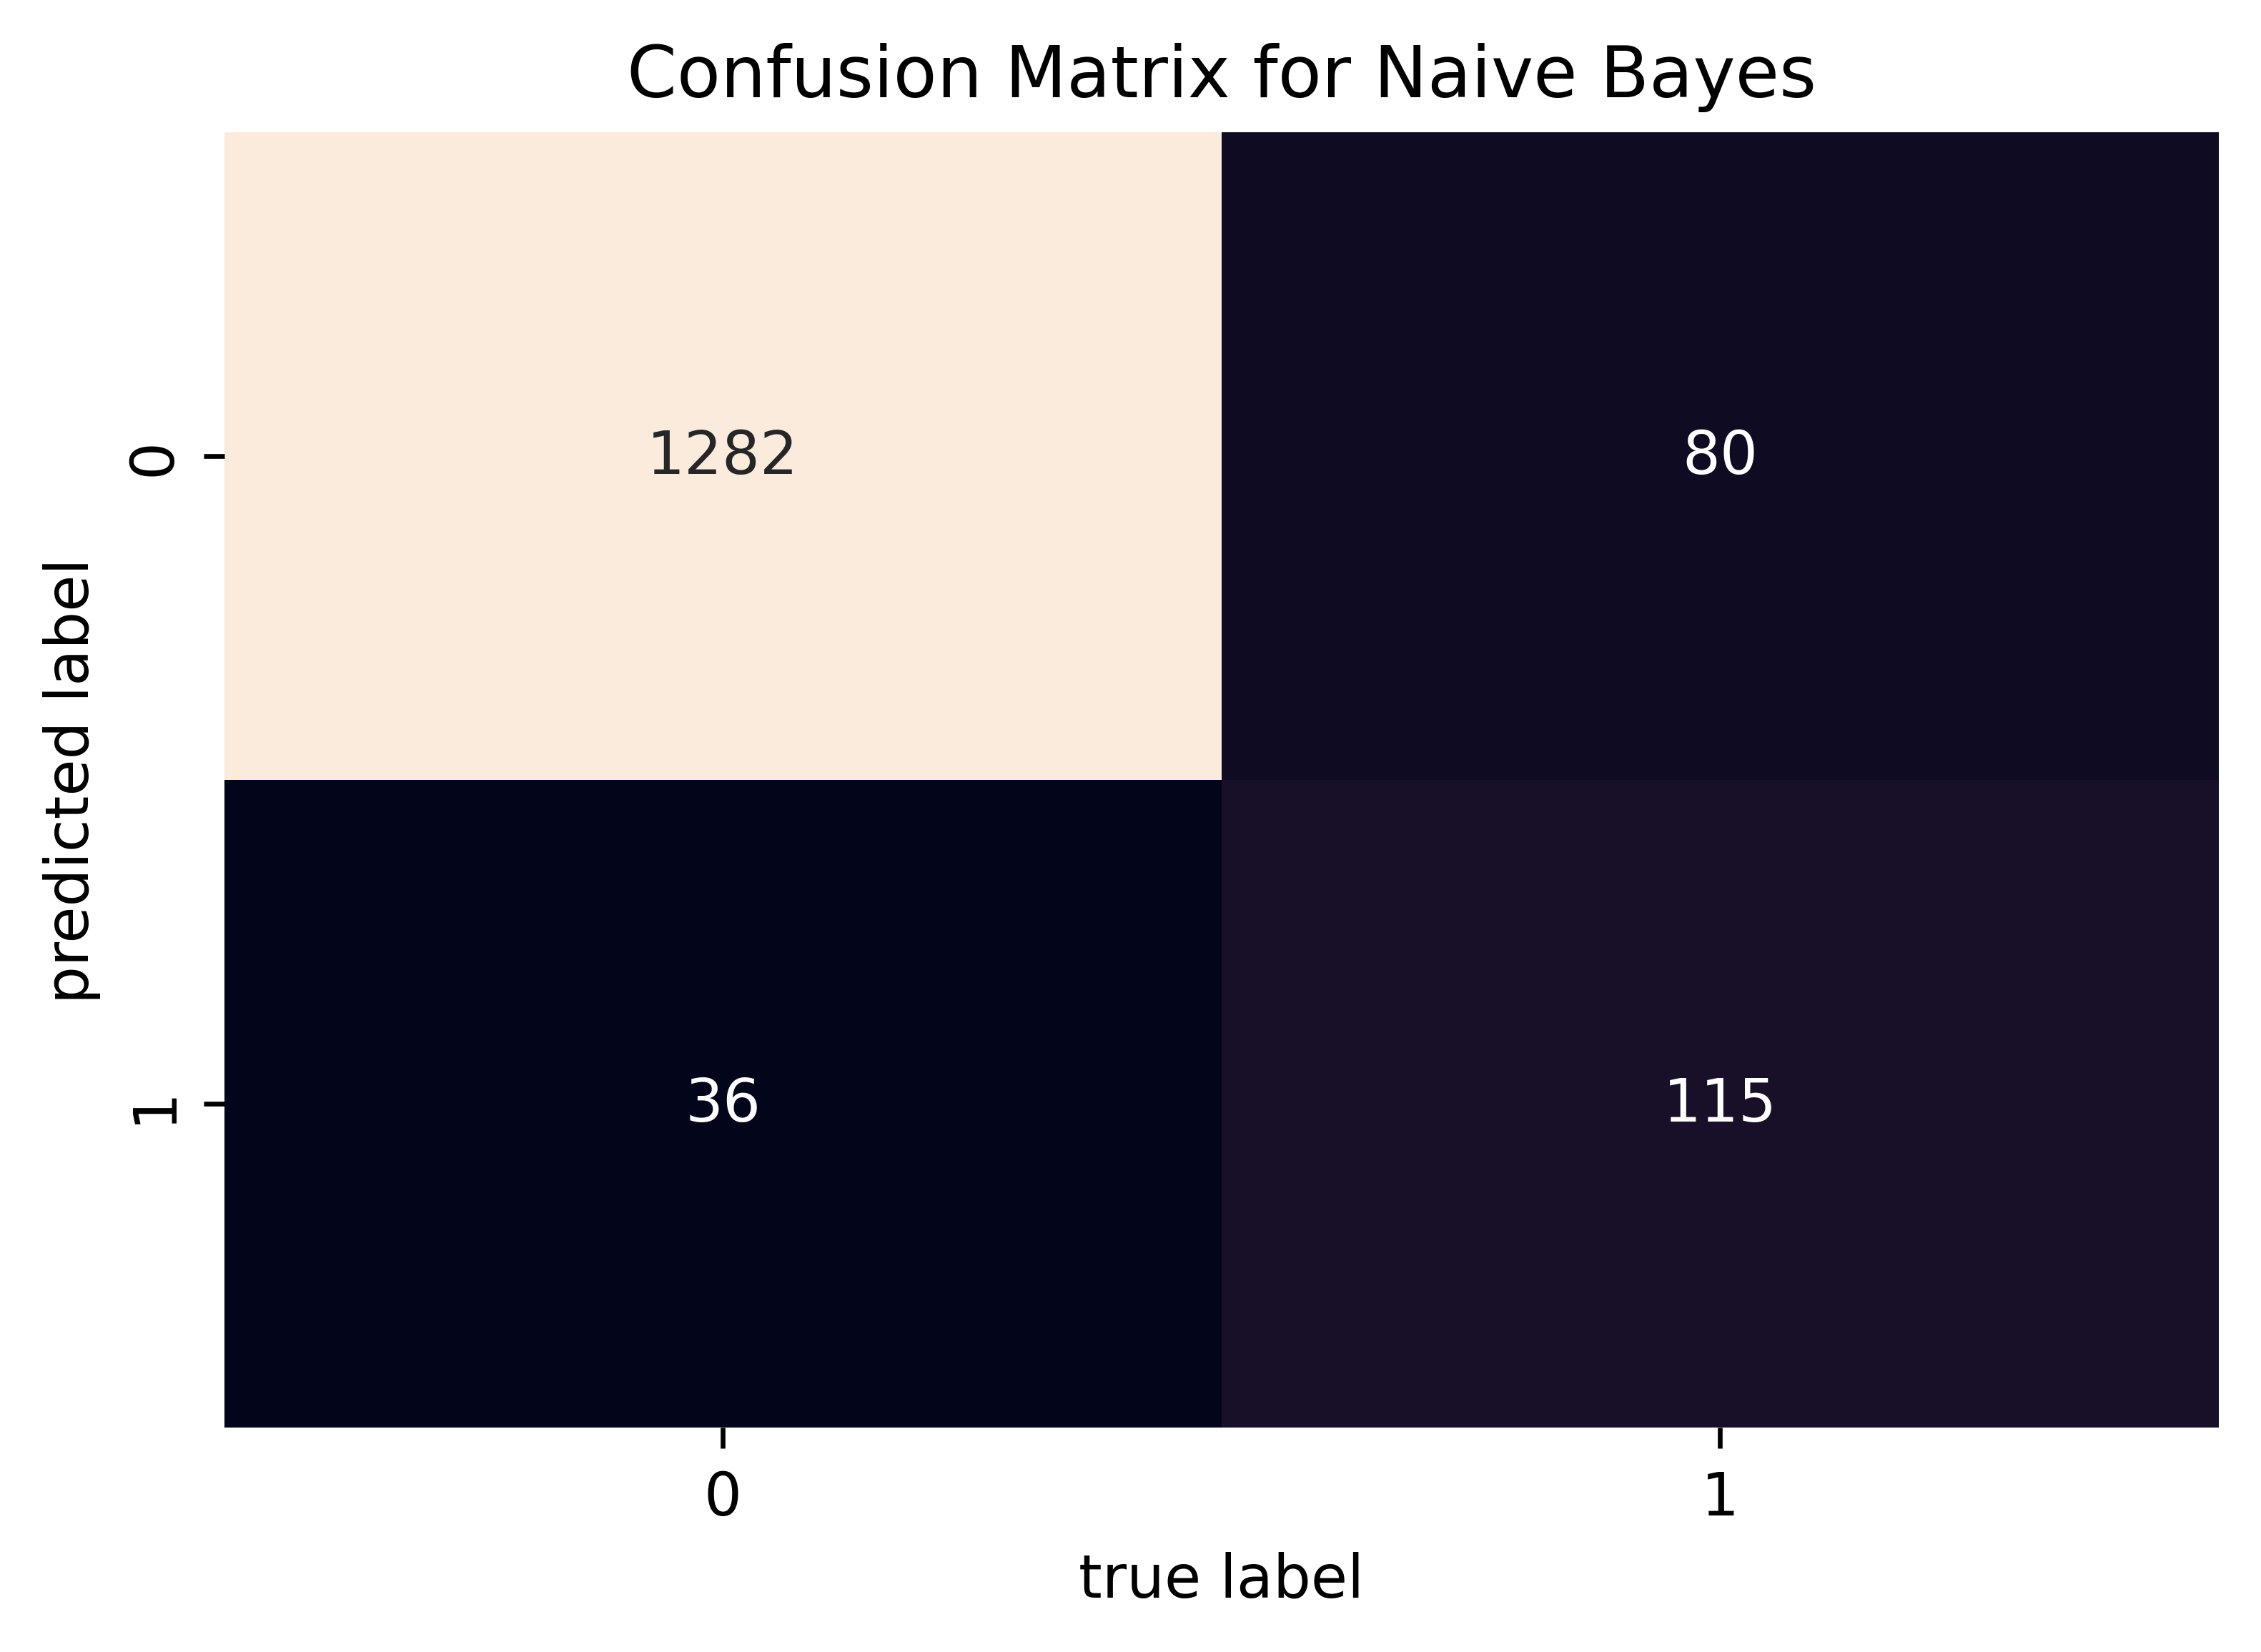 Confusion Matrix for Naive Bayes
predicted label
0
1282
80
1
36
115
0
1
true label